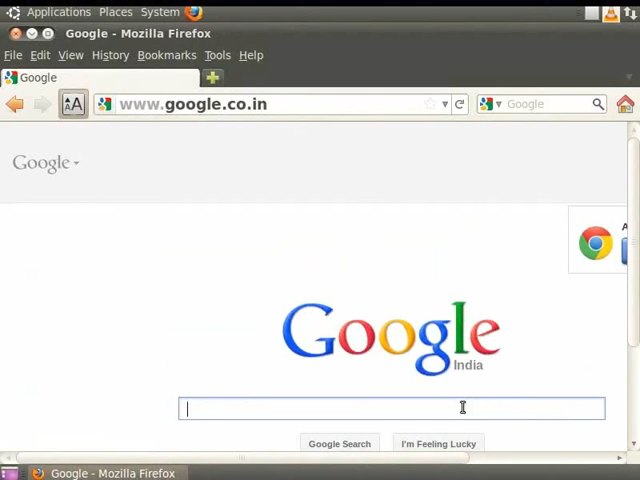 Applications Places System
Google - Mozilla Firefox
File Edit View History Bookmarks Tools Help
Google
AA www.google.co.in Google
Google
A
Google
India
Google Search I'm Feeling Lucky
Google - Mozilla Firefox